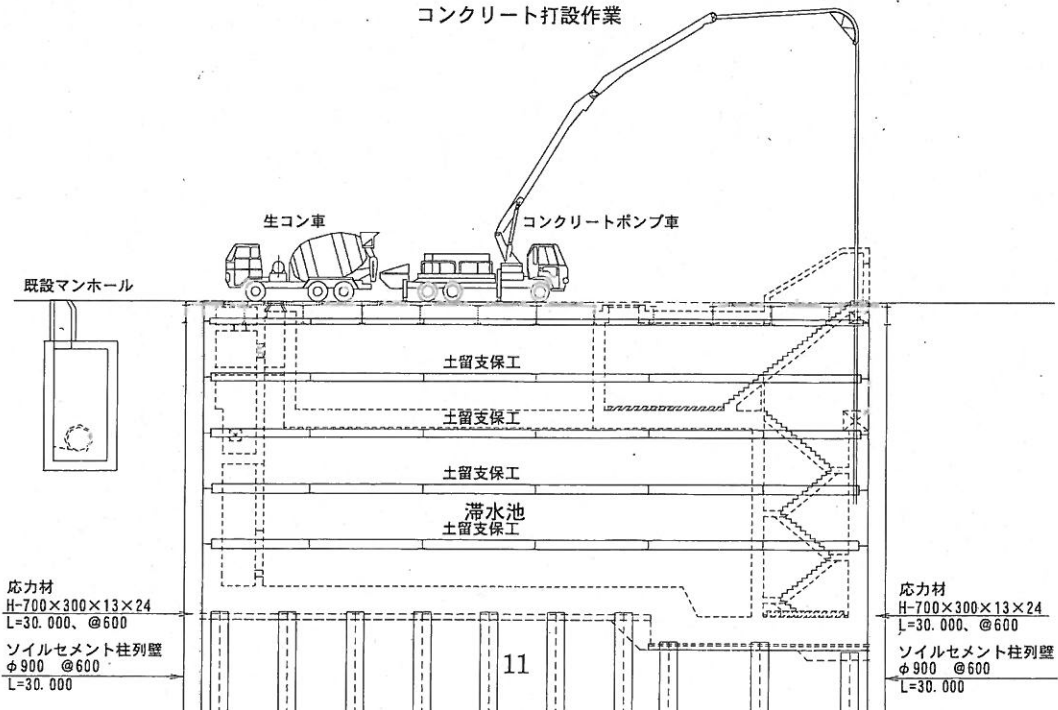 コンクリート打設作業
生コン車
コンクリートポンプ車
既設マンホール
土留支保工
土留支保工
土留支保工
滞水池
土留支保工
応力材
H-700×300×13×24
L=30.000、@600
ソイルセメント柱列壁
φ900 @600
L=30.000
応力材
H-700×300×13×24
L=30.000、@600
ソイルセメント柱列壁
φ900 @600
L=30.000
11